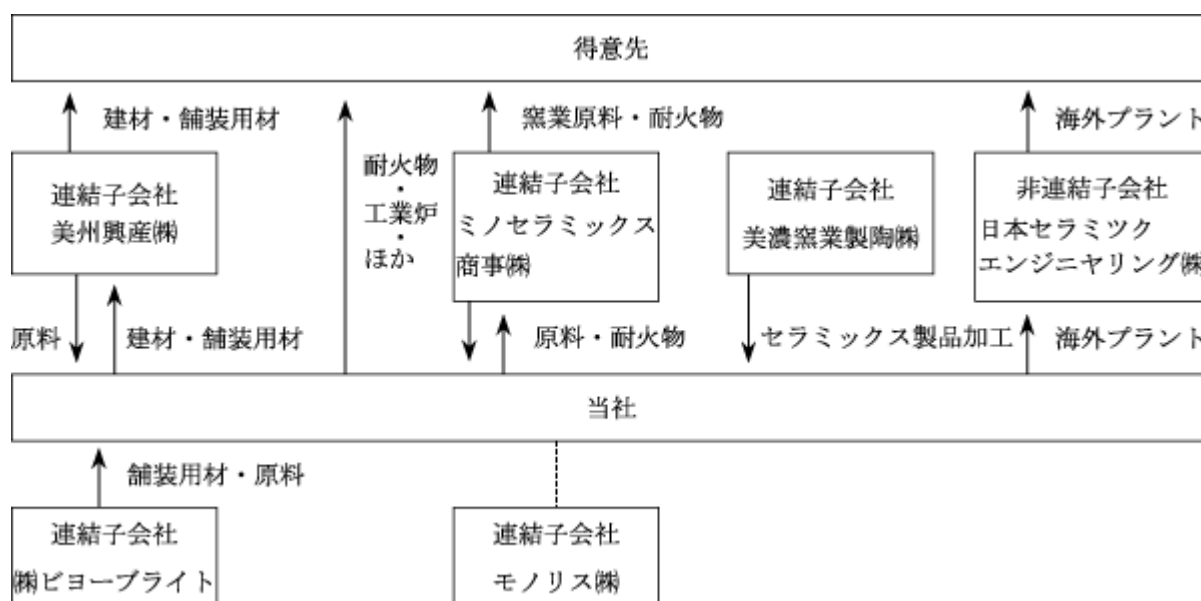 得意先
建材・舗装用材
窯業原料・耐火物
海外プラント
連結子会社
美州興産㈱
耐火物
・
工業炉
・
ほか
連結子会社
ミノセラミックス
商事㈱
連結子会社
美濃窯業製陶㈱
非連結子会社
日本セラミツク
エンジニヤリング㈱
原料
建材・舗装用材
原料・耐火物
セラミックス製品加工
海外プラント
当社
舗装用材・原料
連結子会社
㈱ビヨーブライト
連結子会社
モノリス㈱